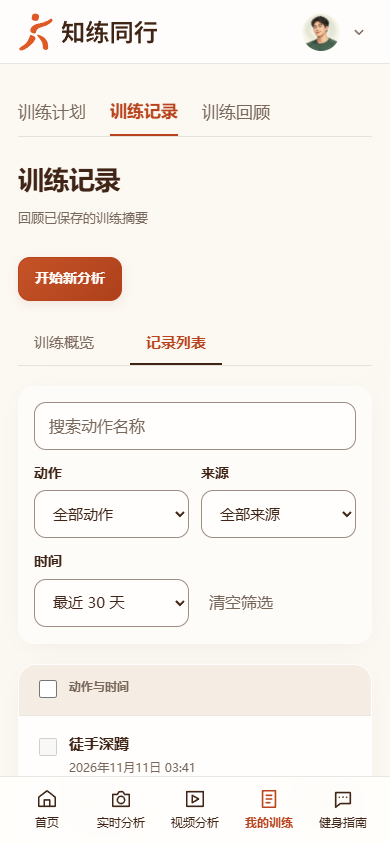 知练同行
训练计划 训练记录 训练回顾
训练记录
回顾已保存的训练摘要
开始新分析
训练概览 记录列表
搜索动作名称
动作 来源
全部动作 全部来源
时间
最近 30 天 清空筛选
动作与时间
徒手深蹲
2026年11月11日 03:41
首页 实时分析 视频分析 我的训练 健身指南